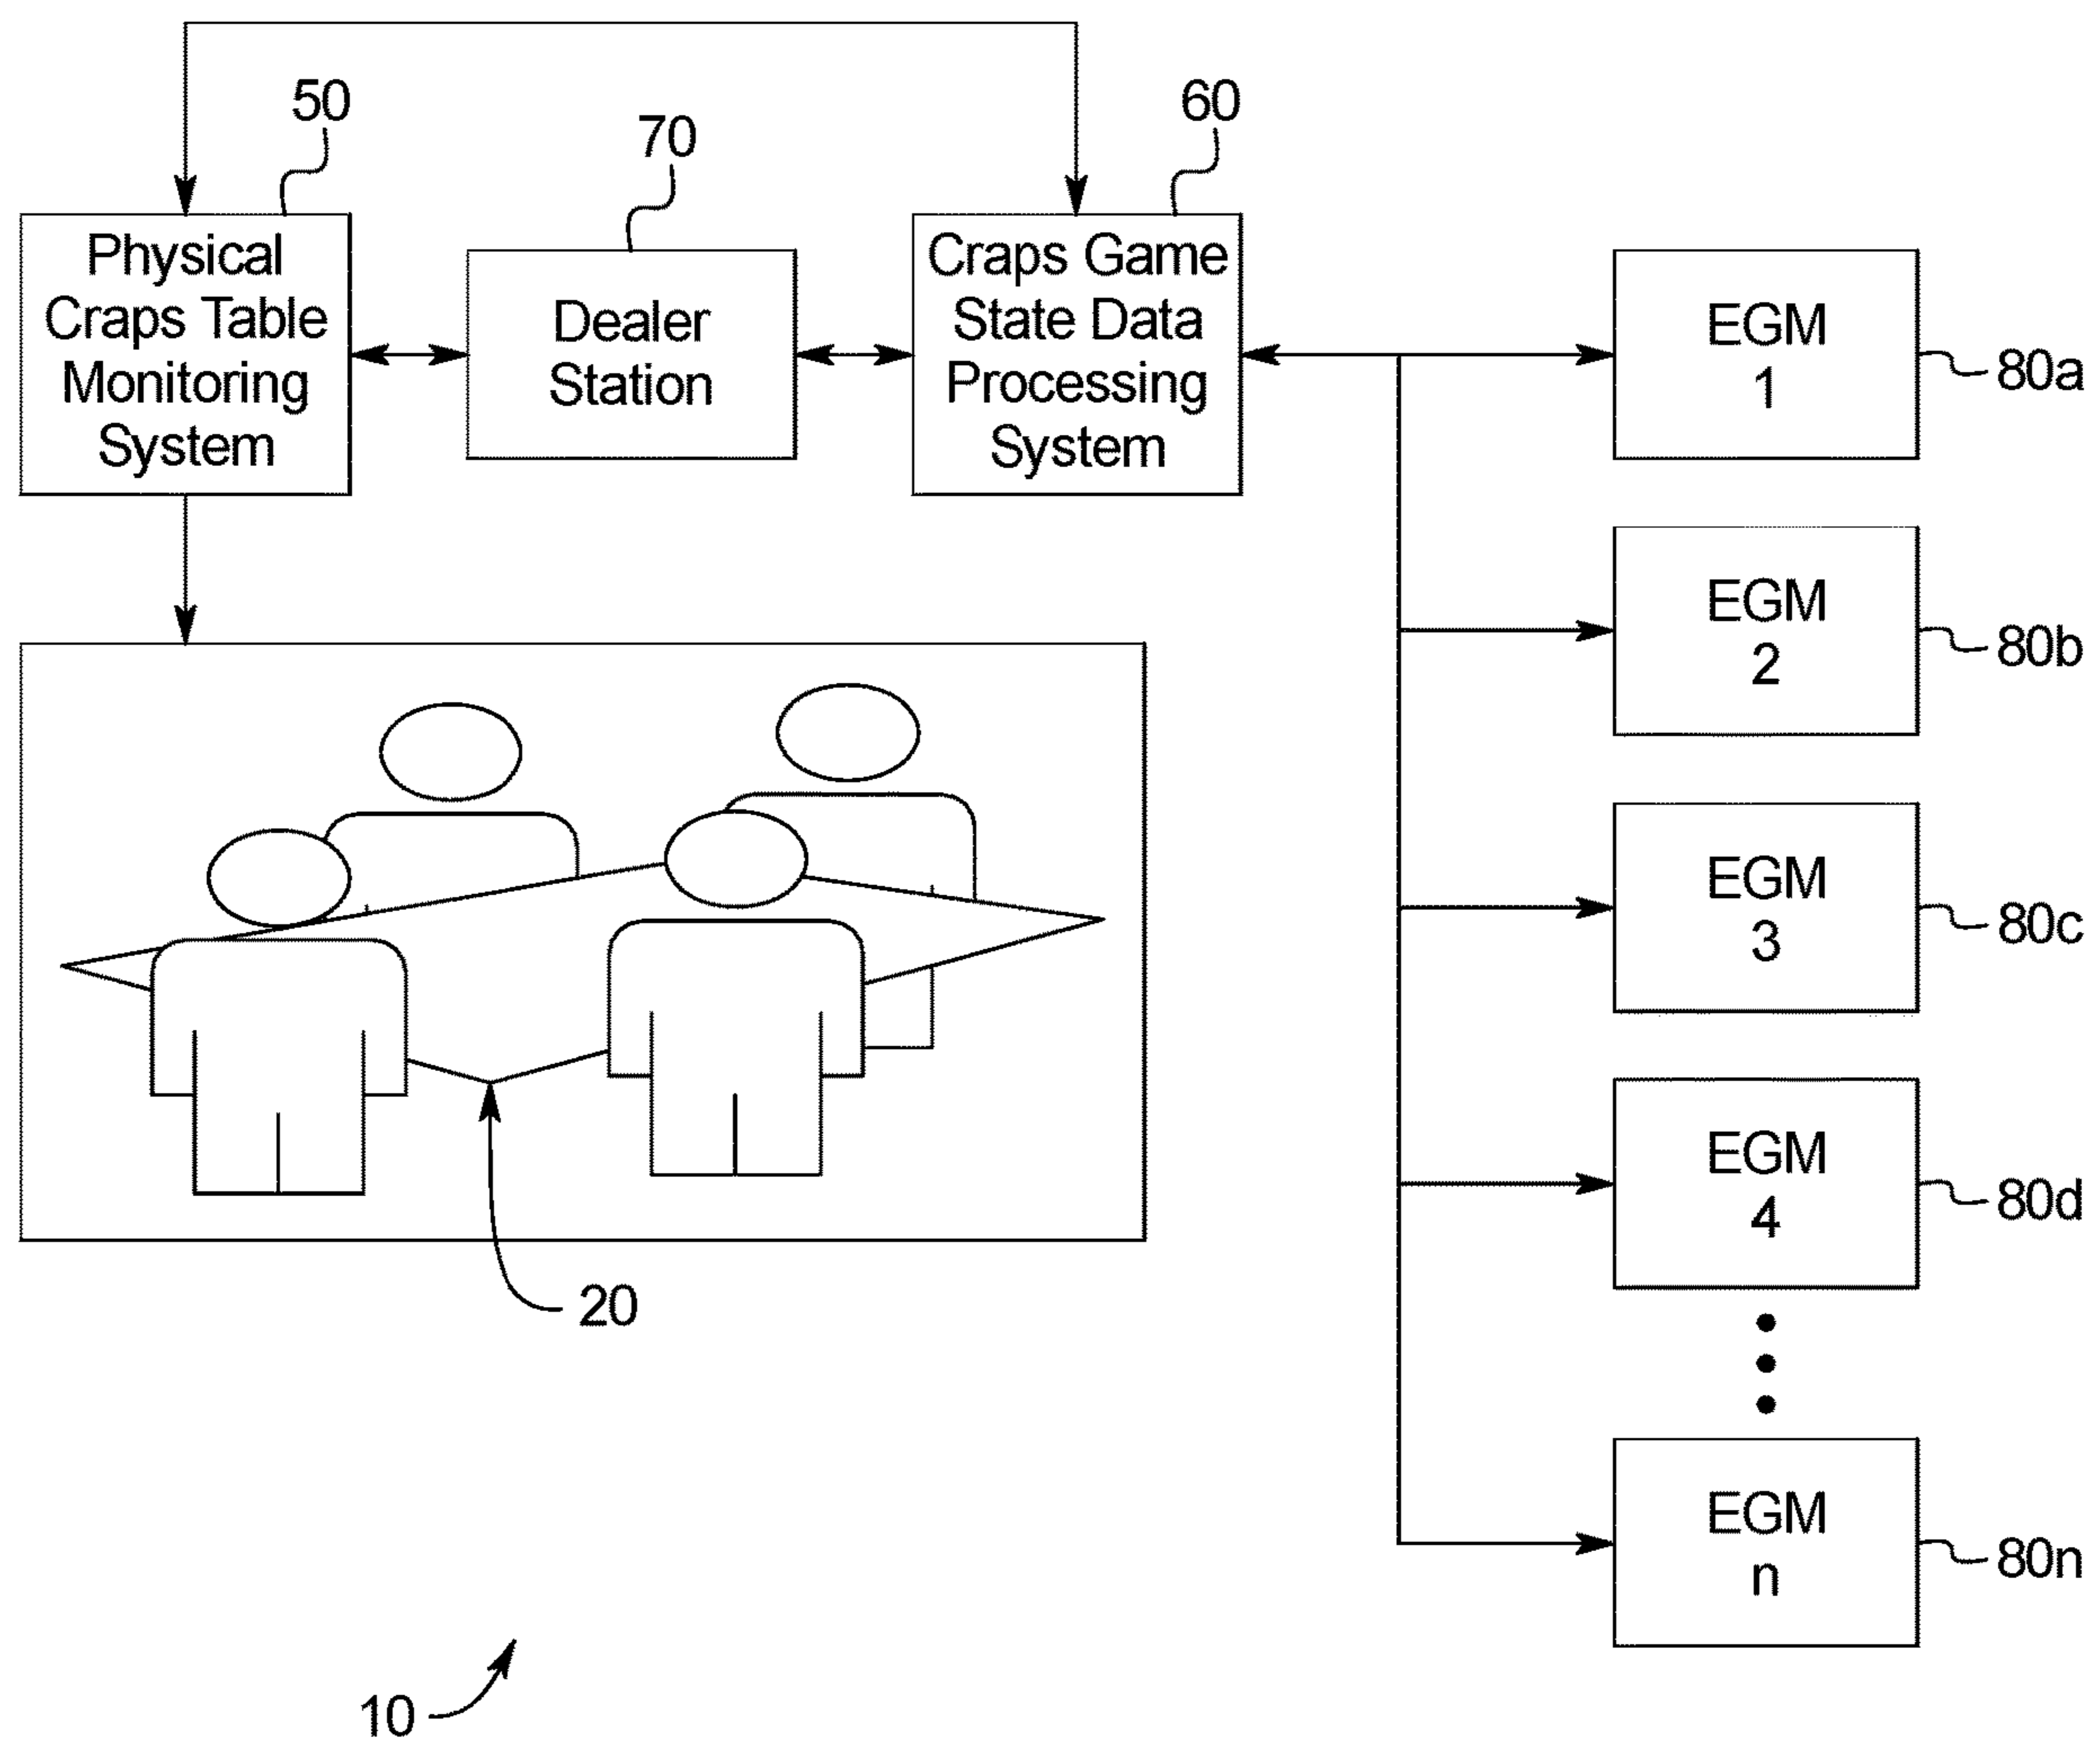 50
70
60
Physical
Craps Table
Monitoring
System
Dealer
Station
Craps Game
State Data
Processing
System
EGM
1
80a
EGM
2
80b
EGM
3
80c
EGM
4
80d
EGM
n
80n
20
10